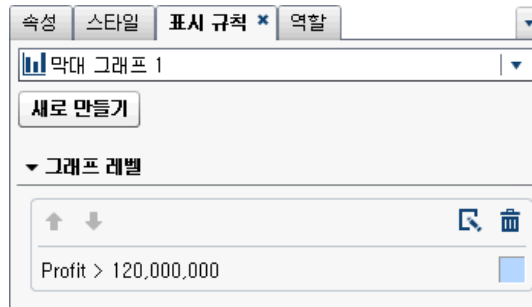 속성 스타일 표시 규칙 역할
막대 그래프 1
새로 만들기
그래프 레벨
Profit > 120,000,000